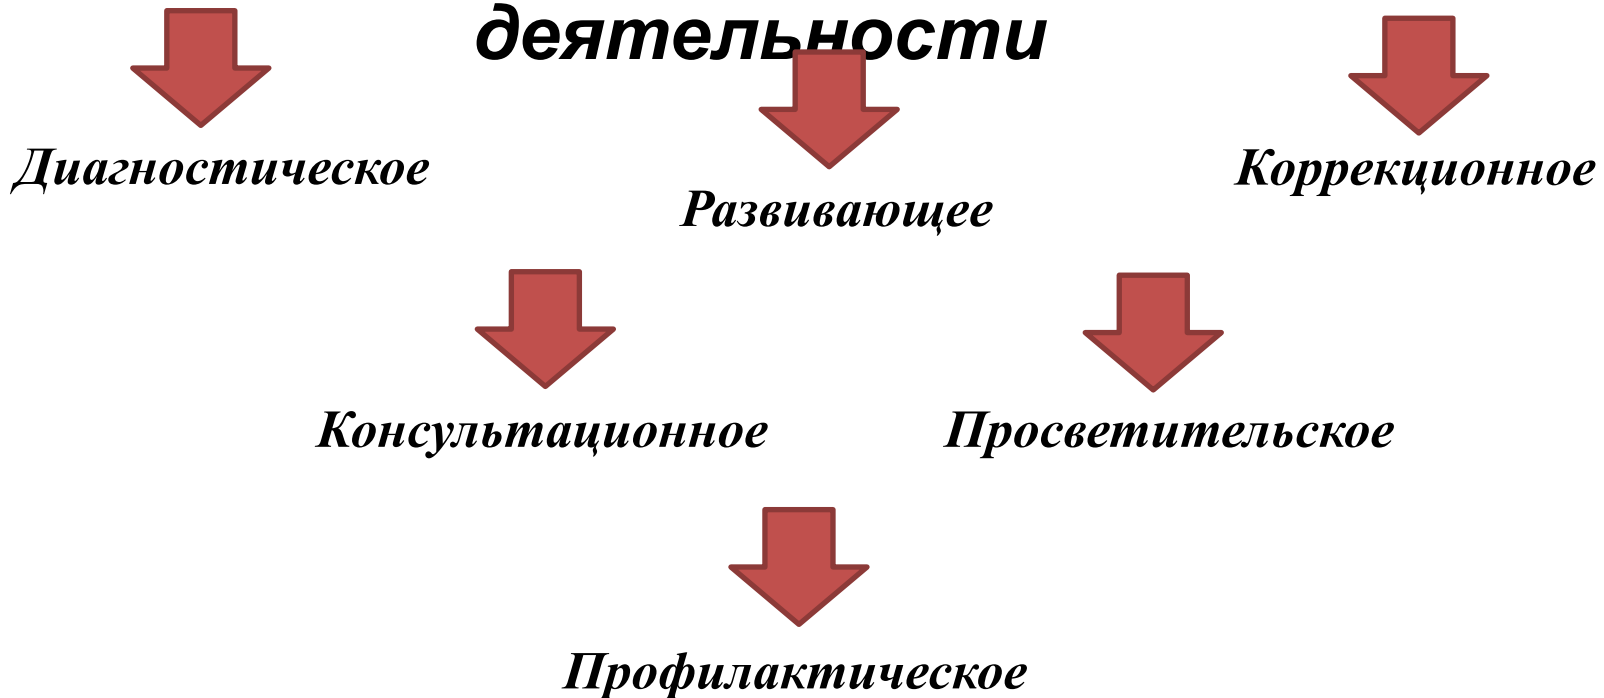 деятельности
Диагностическое
Коррекционное
Развивающее
Консультационное
Просветительское
Профилактическое